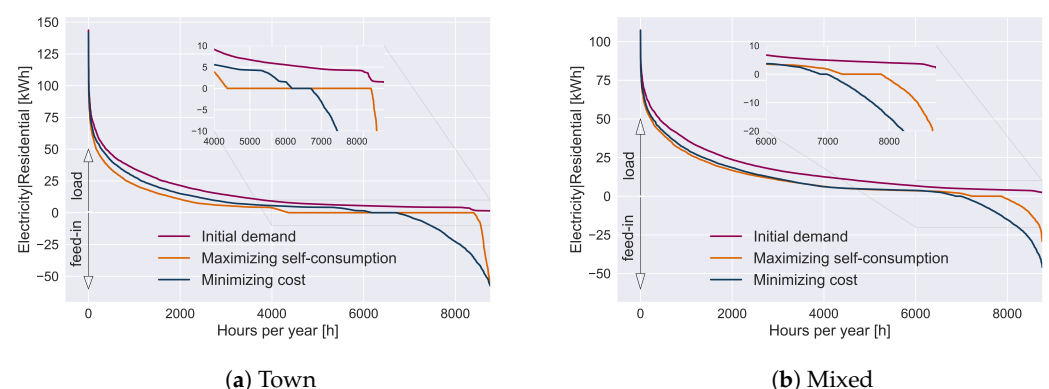 150
125
100
75
50
25
0
−25
−50
Electricity|Residential [kWh]
load
feed-in
10
5
0
−5
−10
4000 5000 6000 7000 8000
Initial demand
Maximizing self-consumption
Minimizing cost
0 2000 4000 6000 8000
Hours per year [h]
(a) Town
100
75
50
25
0
−25
−50
Electricity|Residential [kWh]
load
feed-in
10
0
−10
−20
6000 7000 8000
Initial demand
Maximizing self-consumption
Minimizing cost
0 2000 4000 6000 8000
Hours per year [h]
(b) Mixed